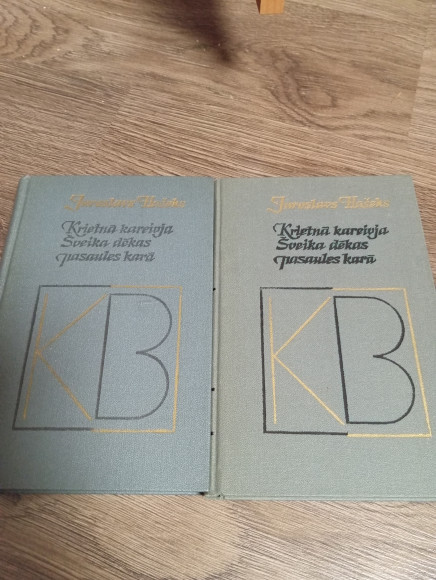 Jaroslavs Hašeks
Krietnā kareivja
Šveika dēkas
pasaules karā
KB
Jaroslavs Hašeks
Krietnā kareivja
Šveika dēkas
pasaules karā
KB